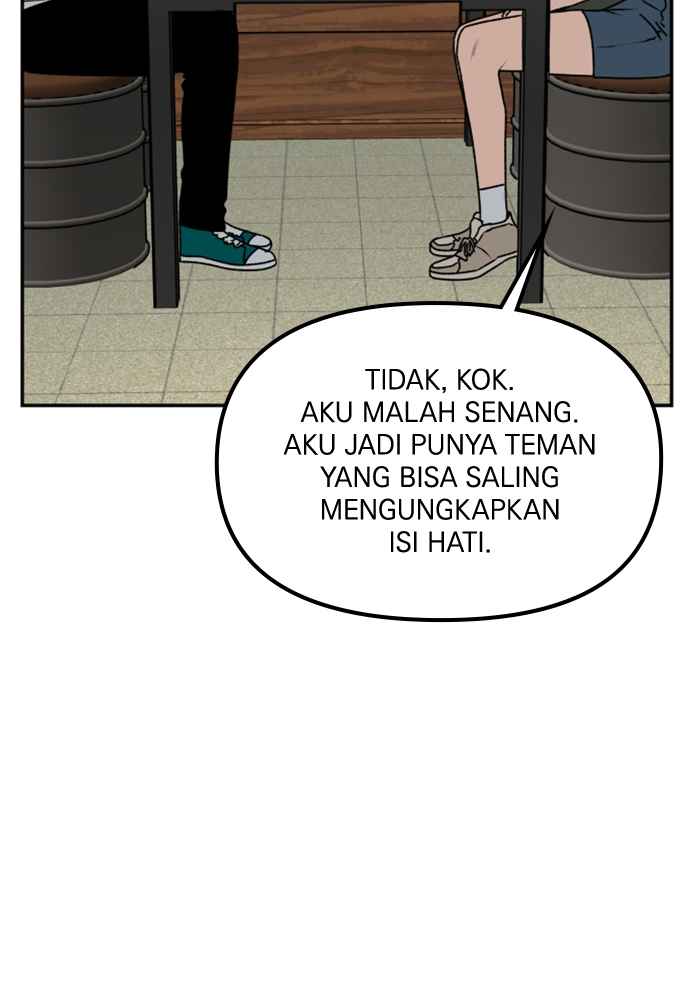 TIDAK, KOK.
AKU MALAH SENANG.
AKU JADI PUNYA TEMAN
YANG BISA SALING
MENGUNGKAPKAN
ISI HATI.